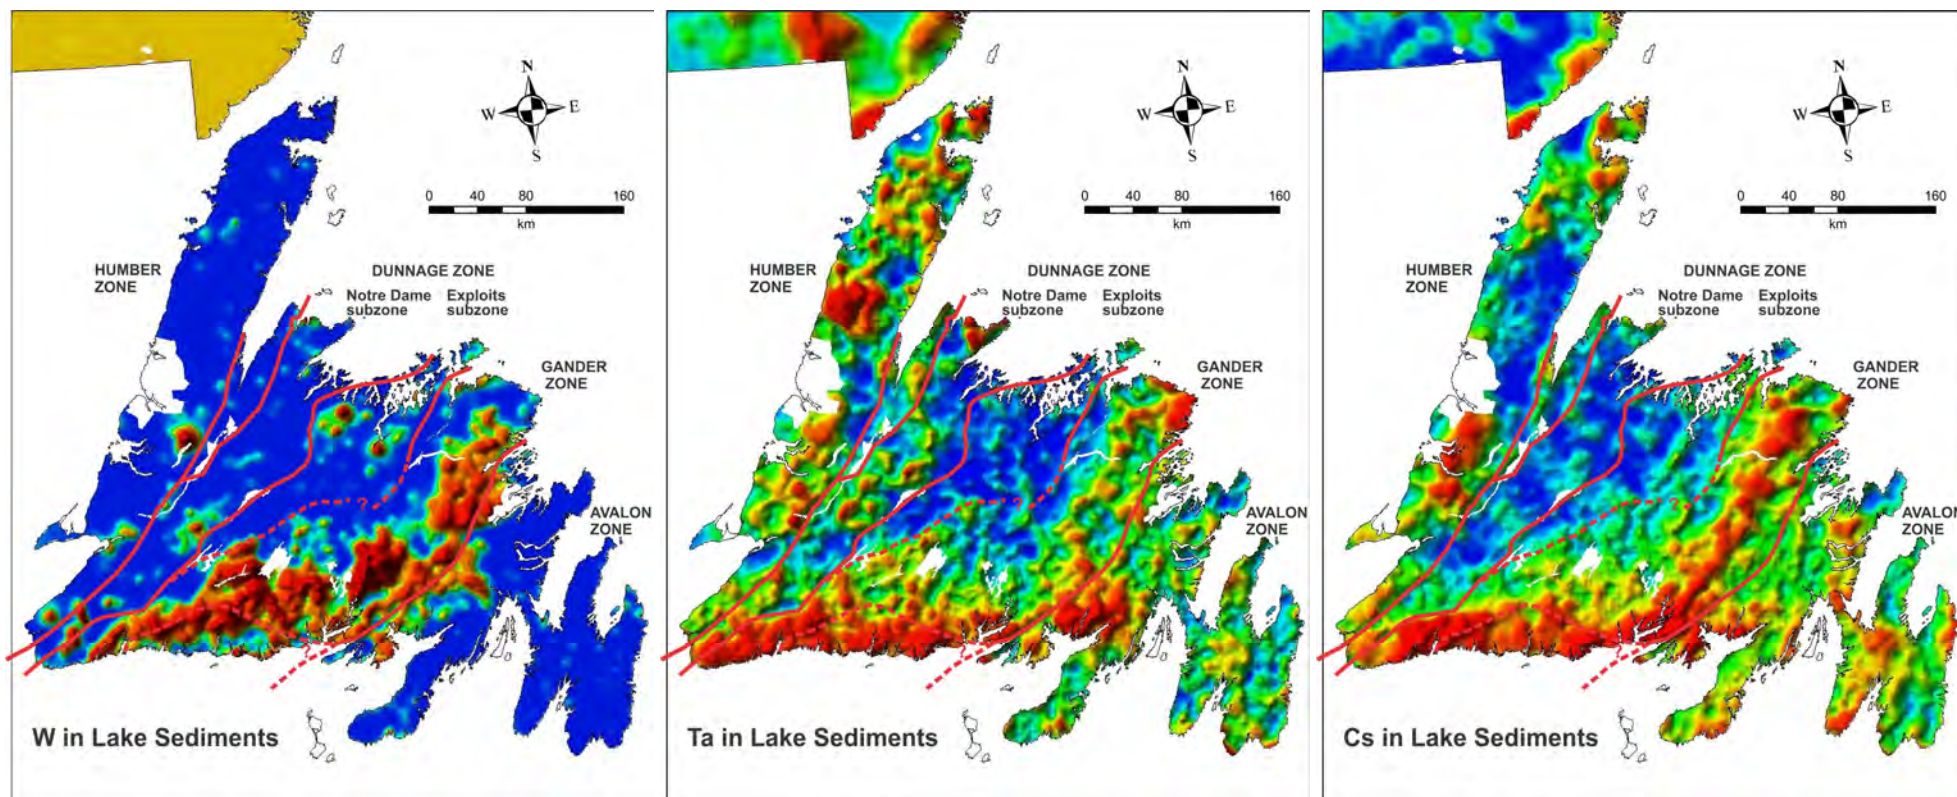 N
W E
S
0 40 80 160
km
HUMBER
ZONE
DUNNAGE ZONE
Notre Dame
subzone
Exploits
subzone
GANDER
ZONE
?
AVALON
ZONE
W in Lake Sediments
N
W E
S
0 40 80 160
km
HUMBER
ZONE
DUNNAGE ZONE
Notre Dame
subzone
Exploits
subzone
GANDER
ZONE
?
AVALON
ZONE
Ta in Lake Sediments
N
W E
S
0 40 80 160
km
HUMBER
ZONE
DUNNAGE ZONE
Notre Dame
subzone
Exploits
subzone
GANDER
ZONE
?
AVALON
ZONE
Cs in Lake Sediments